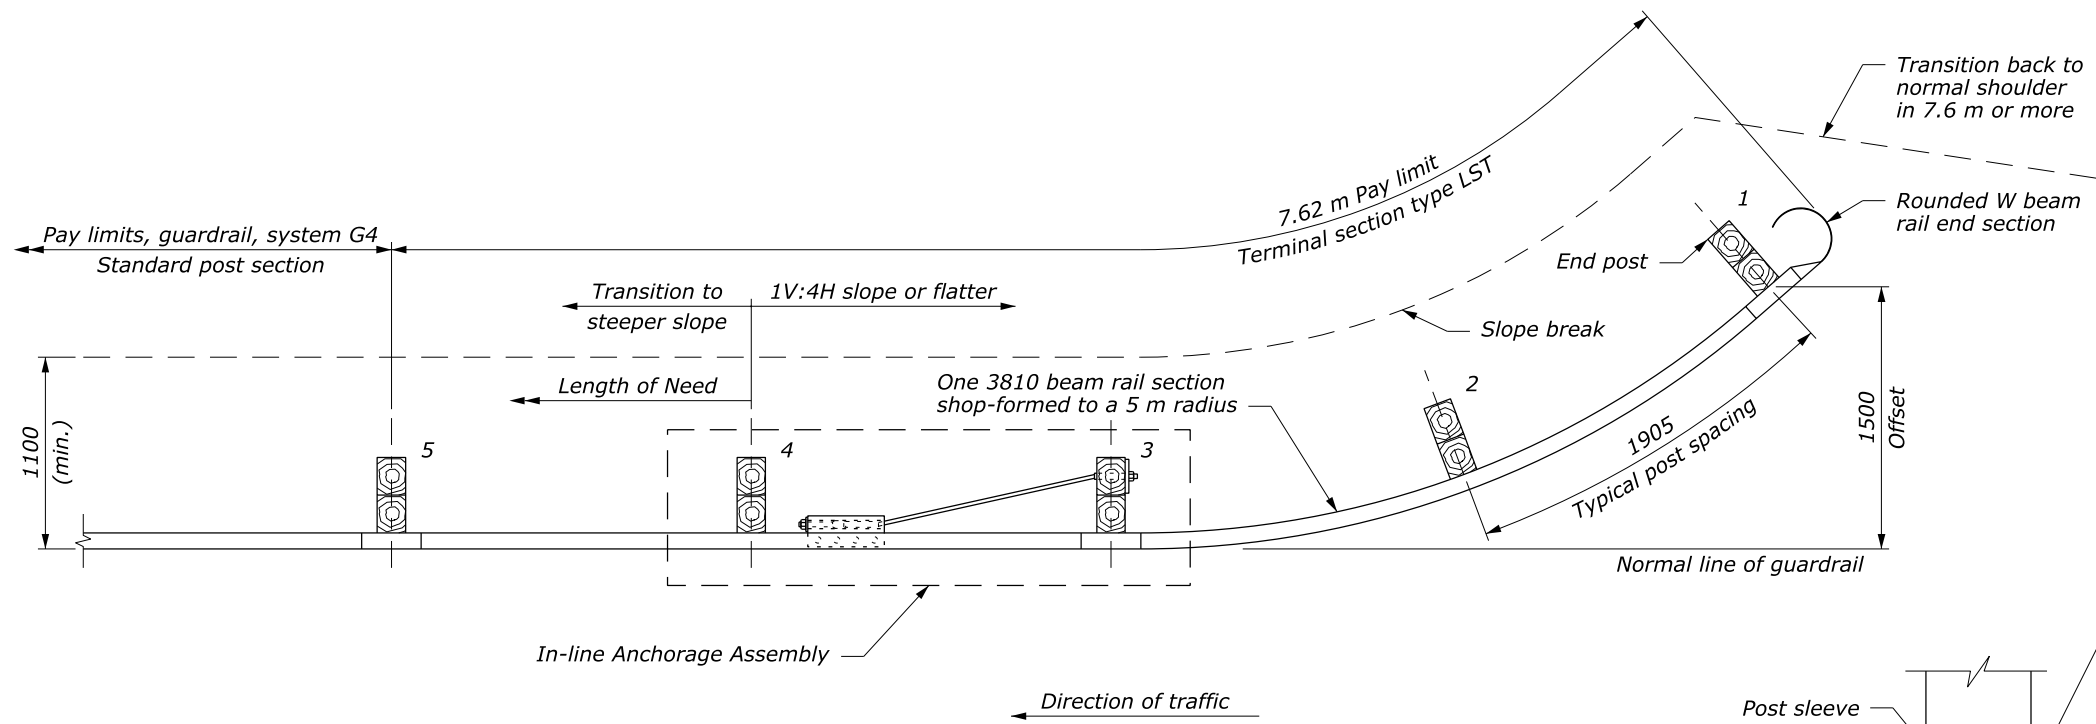 Transition back to
normal shoulder
in 7.6 m or more
7.62 m Pay limit
Terminal section type LST
1
Rounded W beam
rail end section
Pay limits, guardrail, system G4
Standard post section
End post
Transition to
steeper slope
1V:4H slope or flatter
Slope break
Length of Need
One 3810 beam rail section
shop-formed to a 5 m radius
2
1100
(min.)
5
4
3
1905
Typical post spacing
1500
Offset
Normal line of guardrail
In-line Anchorage Assembly
Direction of traffic
Post sleeve